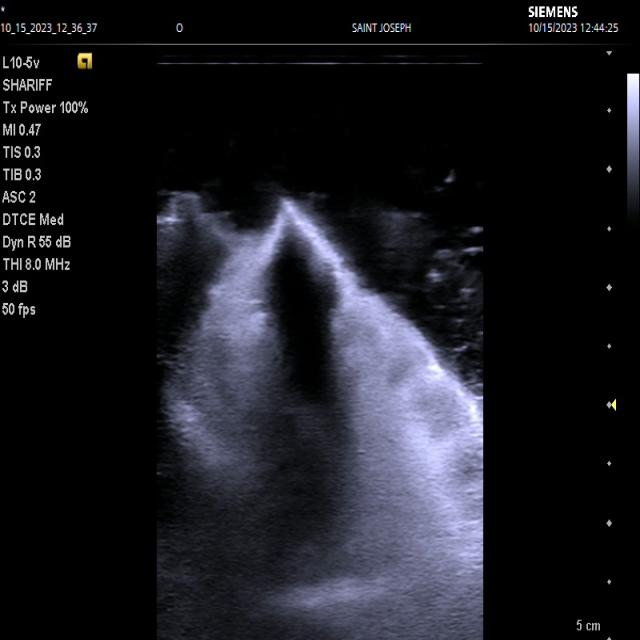 SIEMENS
10_15_2023_12_36_37 O SAINT JOSEPH 10/15/2023 12:44:25
L10-5v
SHARIFF
Tx Power 100%
MI 0.47
TIS 0.3
TIB 0.3
ASC 2
DTCE Med
Dyn R 55 dB
THI 8.0 MHz
3 dB
50 fps
5 cm